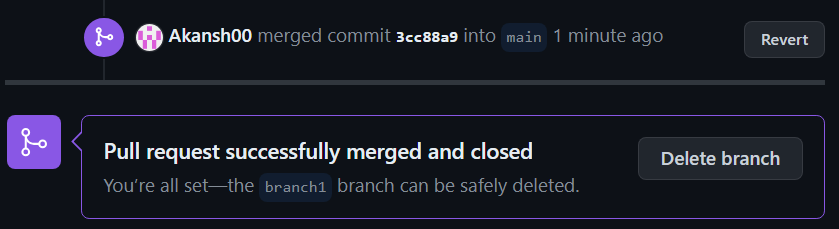 Akansh00 merged commit 3cc88a9 into main 1 minute ago
Revert
Pull request successfully merged and closed
You’re all set—the branch1 branch can be safely deleted.
Delete branch